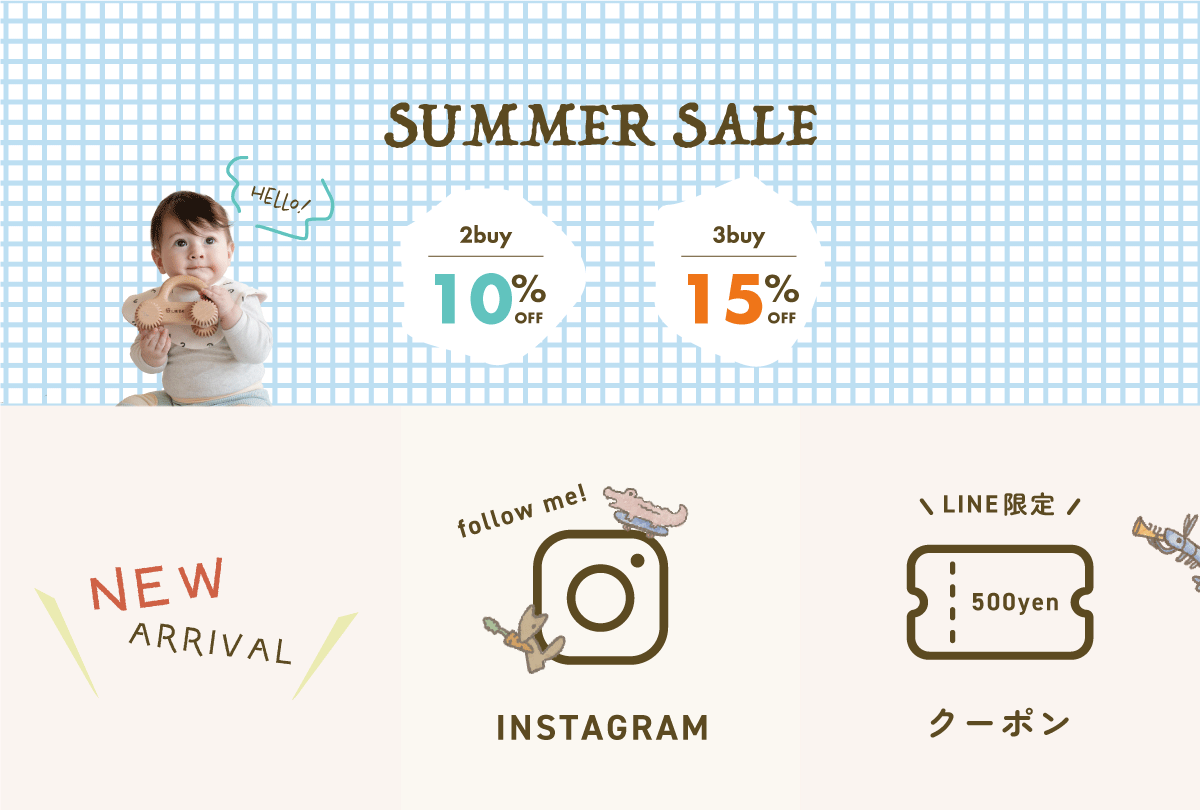 SUMMER SALE
HELLO!
2buy
10%
OFF
3buy
15%
OFF
NEW
ARRIVAL
follow me!
INSTAGRAM
\ LINE限定 /
500yen
クーポン